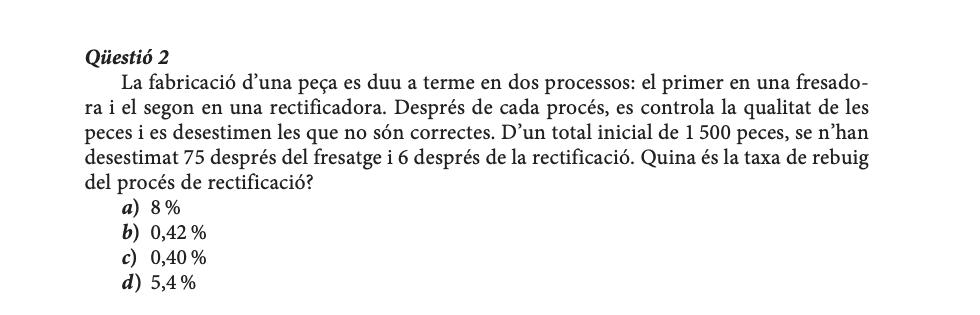 Qüestió 2
La fabricació d’una peça es duu a terme en dos processos: el primer en una fresado-
ra i el segon en una rectificadora. Després de cada procés, es controla la qualitat de les
peces i es desestimen les que no són correctes. D’un total inicial de 1 500 peces, se n’han
desestimat 75 després del fresatge i 6 després de la rectificació. Quina és la taxa de rebuig
del procés de rectificació?
a) 8 %
b) 0,42 %
c) 0,40 %
d) 5,4 %